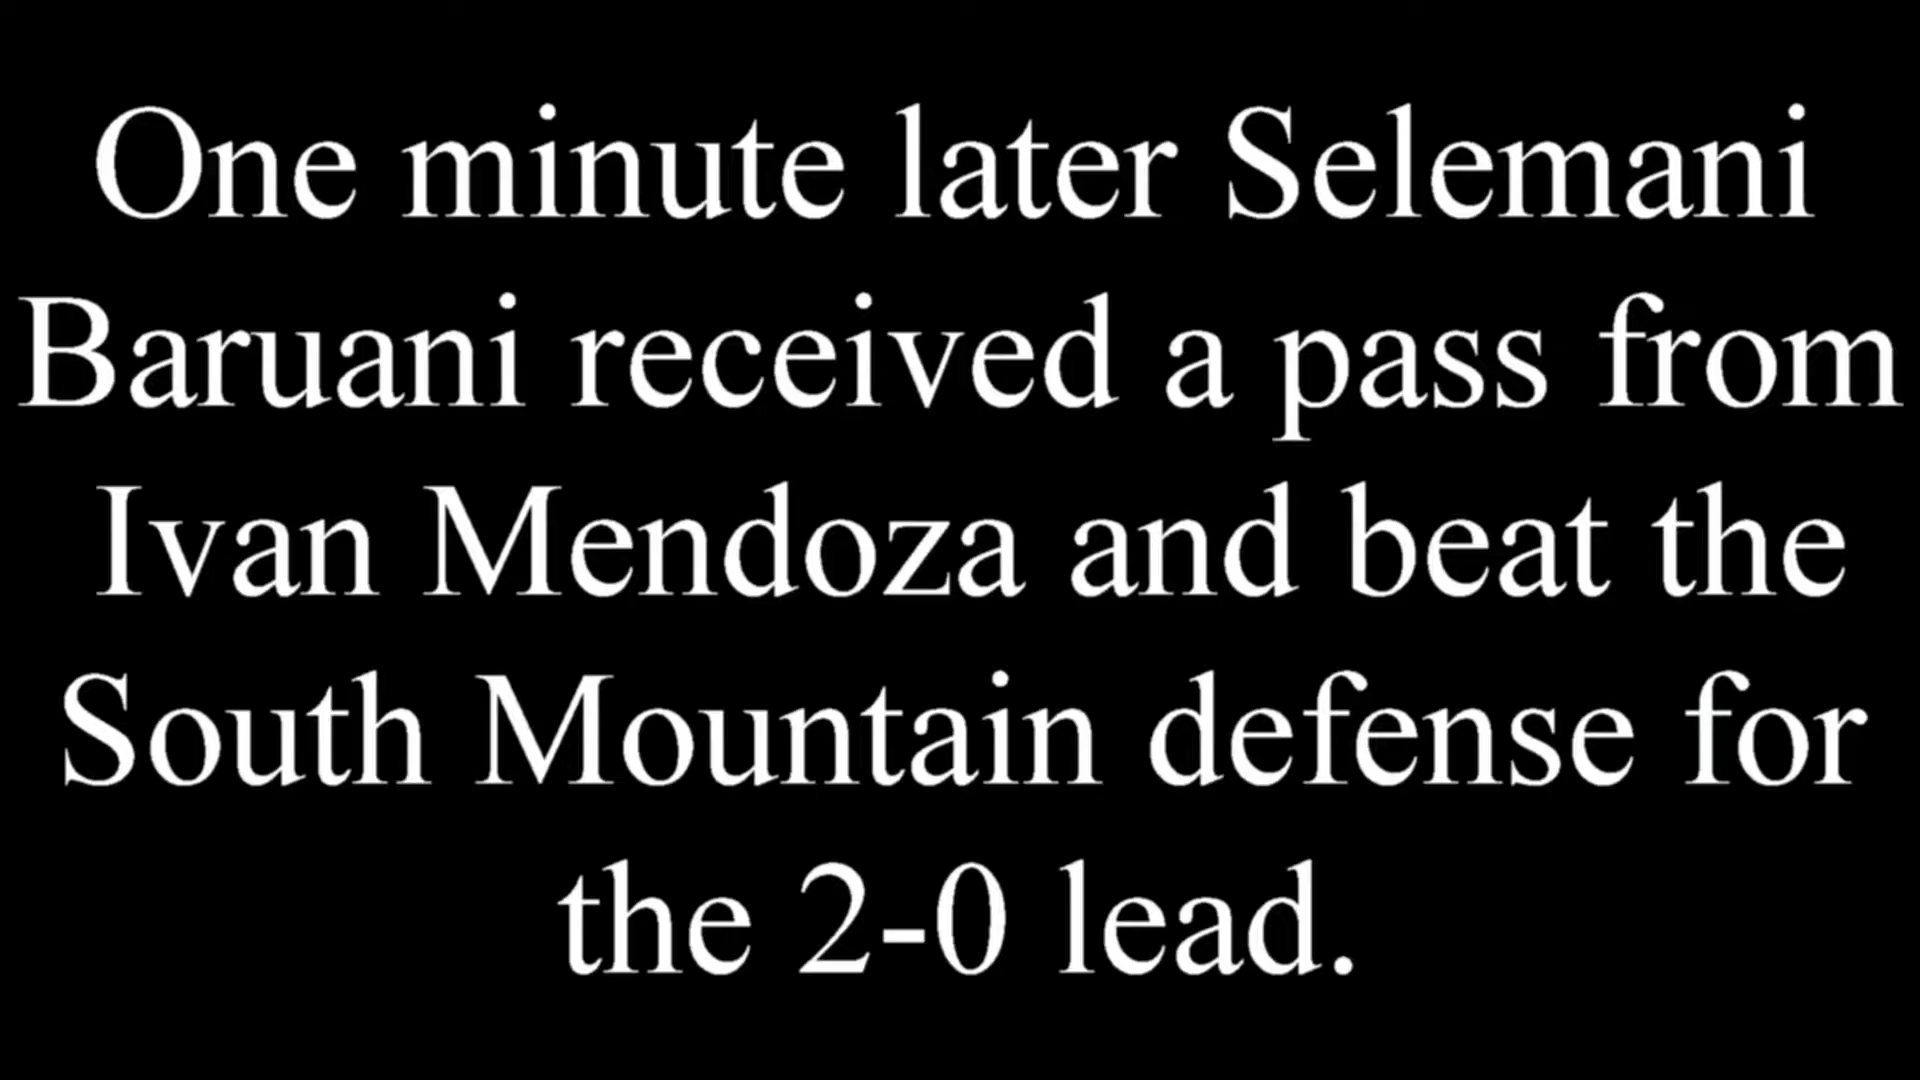 One minute later Selemani
Baruani received a pass from
Ivan Mendoza and beat the
South Mountain defense for
the 2-0 lead.